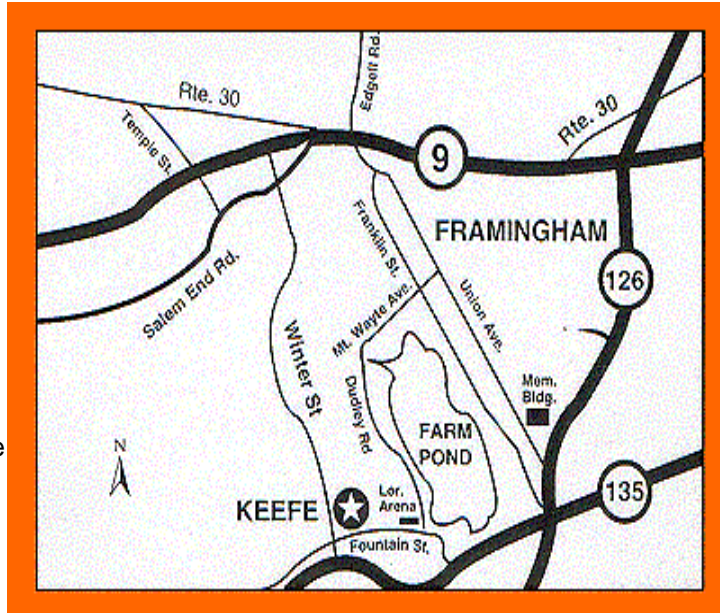 Edgell Rd.
Rte. 30
Rte. 30
Temple St.
9
Franklin St.
FRAMINGHAM
126
Salem End Rd.
Mt. Wayte Ave.
Union Ave.
Winter St
Dudley Rd
Mem.
Bldg.
FARM
POND
e
N
KEEFE
Lor.
Arena
135
Fountain St.